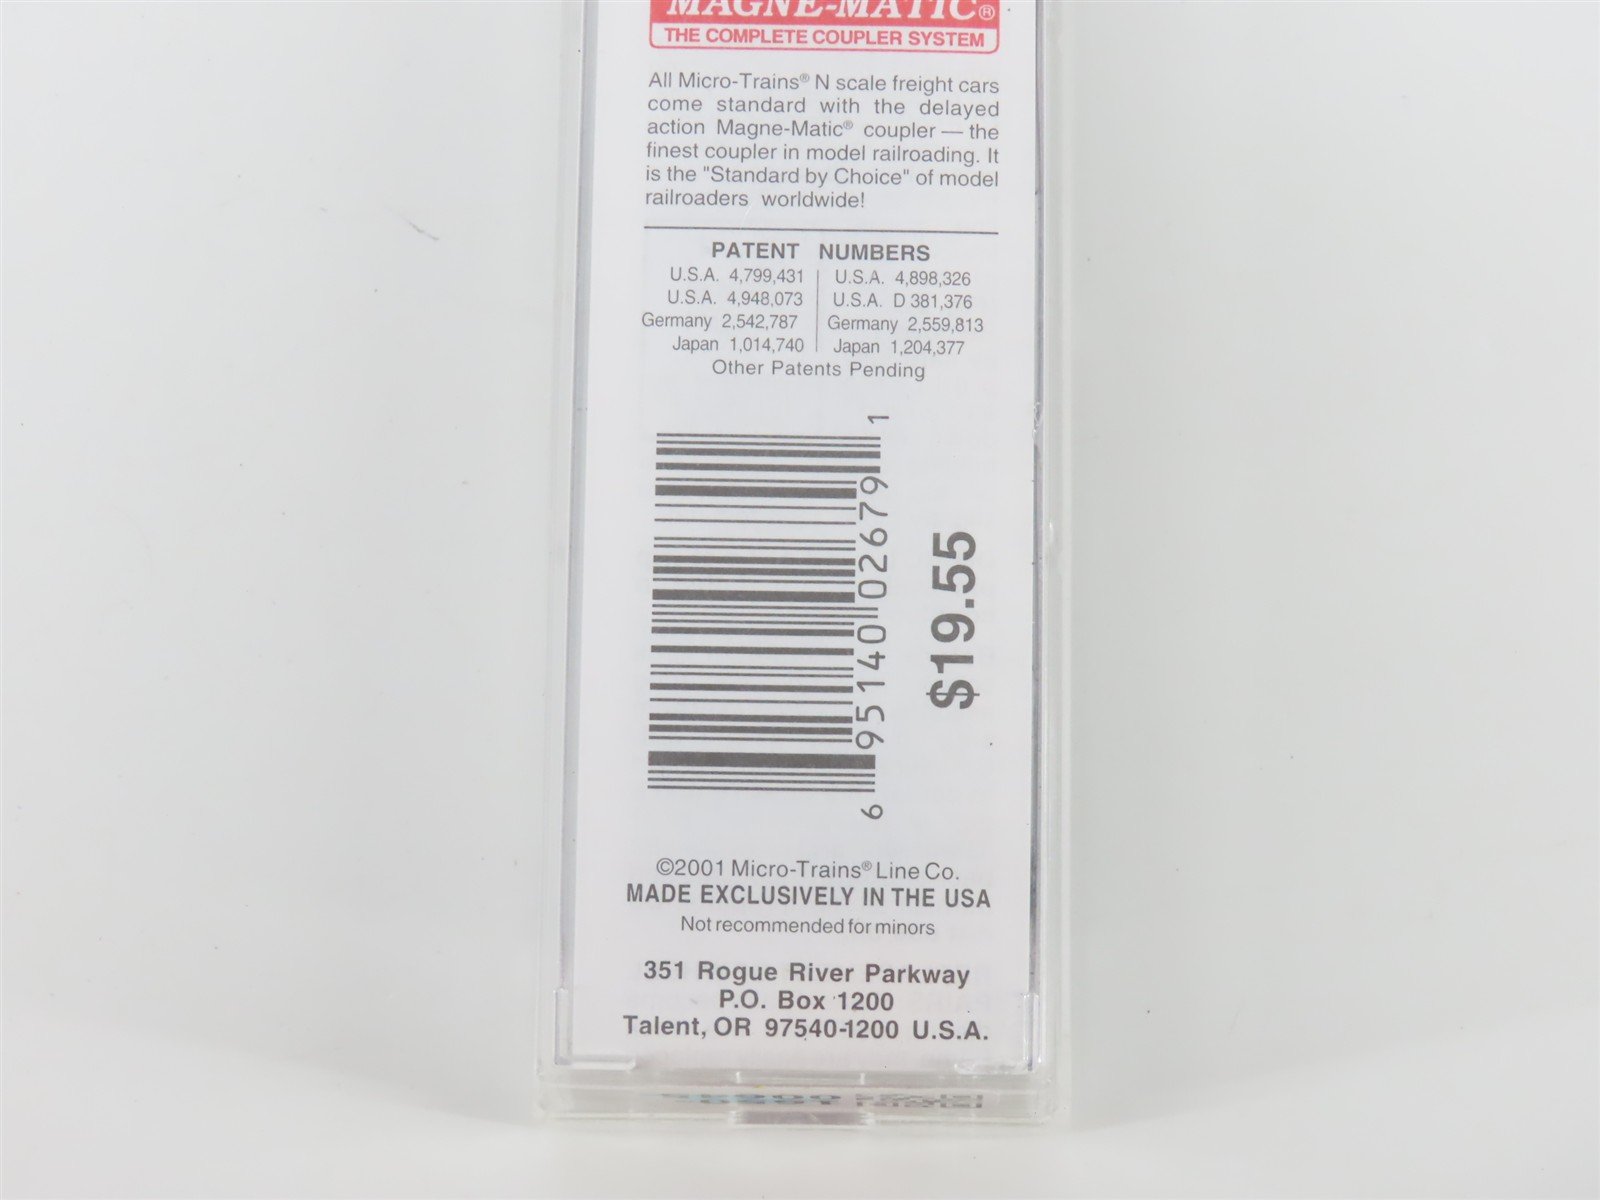 MAGNE-MATIC®
THE COMPLETE COUPLER SYSTEM
All Micro-Trains® N scale freight cars
come standard with the delayed
action Magne-Matic® coupler — the
finest coupler in model railroading. It
is the "Standard by Choice" of model
railroaders worldwide!
PATENT NUMBERS
U.S.A. 4,799,431 | U.S.A. 4,898,326
U.S.A. 4,948,073 | U.S.A. D 381,376
Germany 2,542,787 | Germany 2,559,813
Japan 1,014,740 | Japan 1,204,377
Other Patents Pending
6 95140 02679 1
$19.55
©2001 Micro-Trains® Line Co.
MADE EXCLUSIVELY IN THE USA
Not recommended for minors
351 Rogue River Parkway
P.O. Box 1200
Talent, OR 97540-1200 U.S.A.